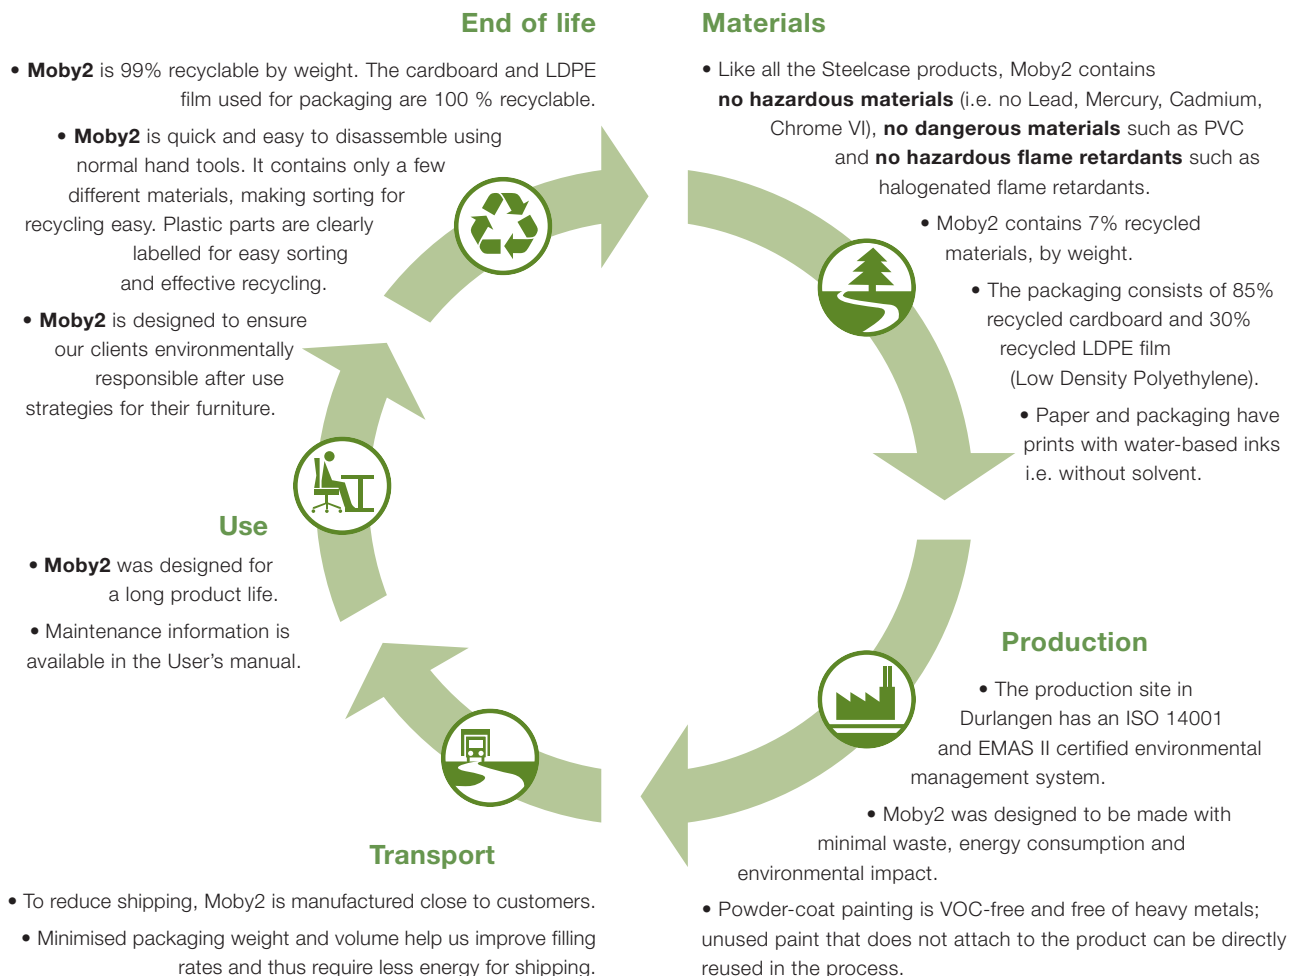 End of life
• Moby2 is 99% recyclable by weight. The cardboard and LDPE
film used for packaging are 100 % recyclable.
• Moby2 is quick and easy to disassemble using
normal hand tools. It contains only a few
different materials, making sorting for
recycling easy. Plastic parts are clearly
labelled for easy sorting
and effective recycling.
• Moby2 is designed to ensure
our clients environmentally
responsible after use
strategies for their furniture.
Materials
• Like all the Steelcase products, Moby2 contains
no hazardous materials (i.e. no Lead, Mercury, Cadmium,
Chrome VI), no dangerous materials such as PVC
and no hazardous flame retardants such as
halogenated flame retardants.
• Moby2 contains 7% recycled
materials, by weight.
• The packaging consists of 85%
recycled cardboard and 30%
recycled LDPE film
(Low Density Polyethylene).
• Paper and packaging have
prints with water-based inks
i.e. without solvent.
Use
• Moby2 was designed for
a long product life.
• Maintenance information is
available in the User’s manual.
Production
• The production site in
Durlangen has an ISO 14001
and EMAS II certified environmental
management system.
• Moby2 was designed to be made with
minimal waste, energy consumption and
environmental impact.
• Powder-coat painting is VOC-free and free of heavy metals;
unused paint that does not attach to the product can be directly
reused in the process.
Transport
• To reduce shipping, Moby2 is manufactured close to customers.
• Minimised packaging weight and volume help us improve filling
rates and thus require less energy for shipping.